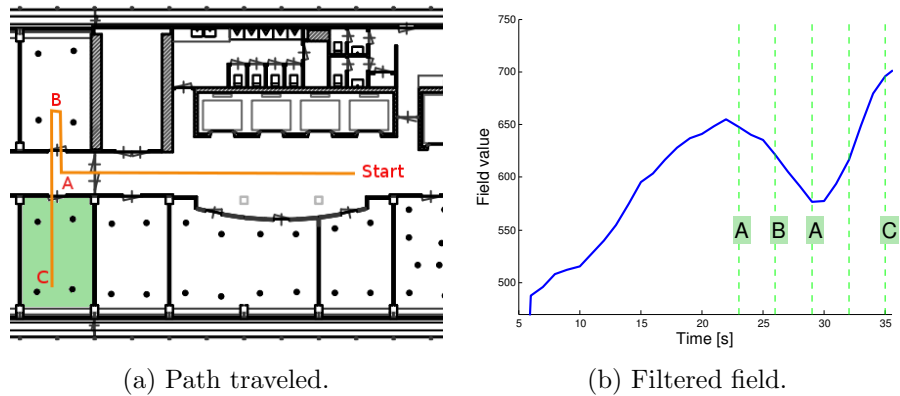 B
Start
A
C
(a) Path traveled.
750
700
650
600
550
500
Field value
A B A C
5 10 15 20 25 30 35
Time [s]
(b) Filtered field.